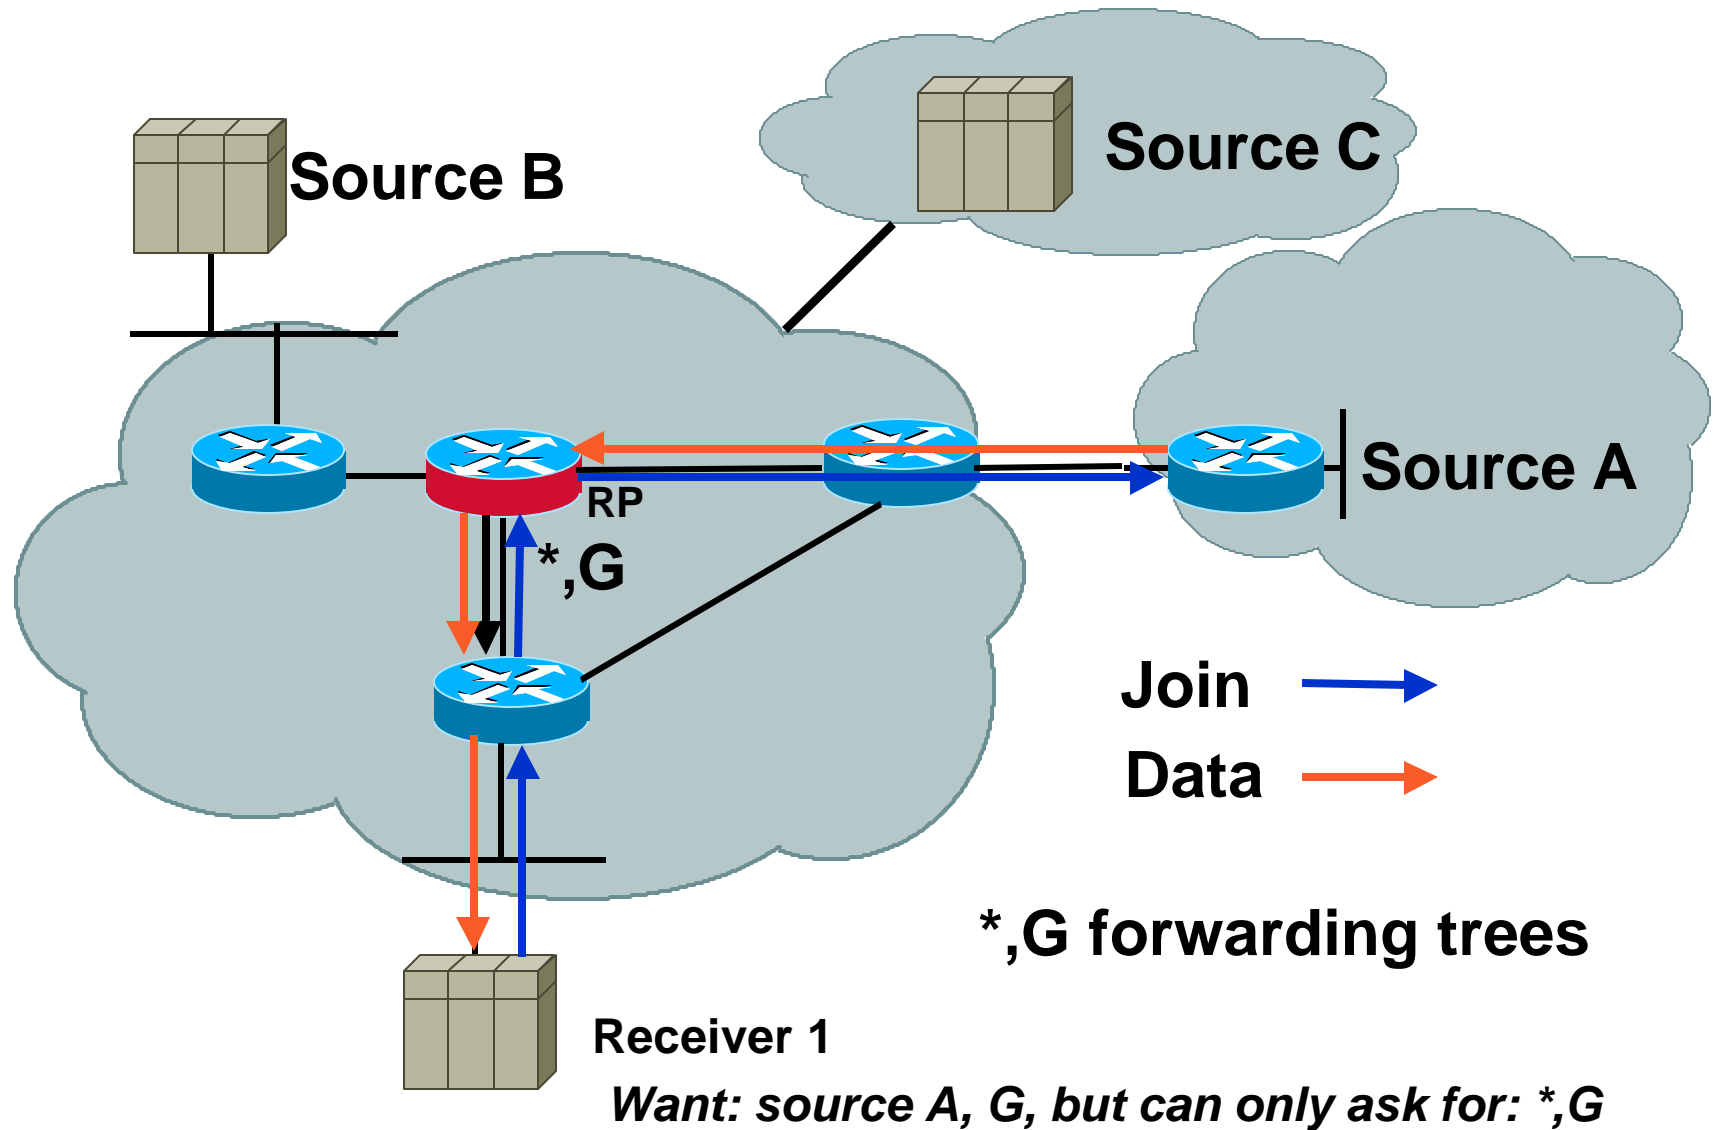 Source C
Source B
Source A
RP
*,G
Join
Data
*,G forwarding trees
Receiver 1
Want: source A, G, but can only ask for: *,G